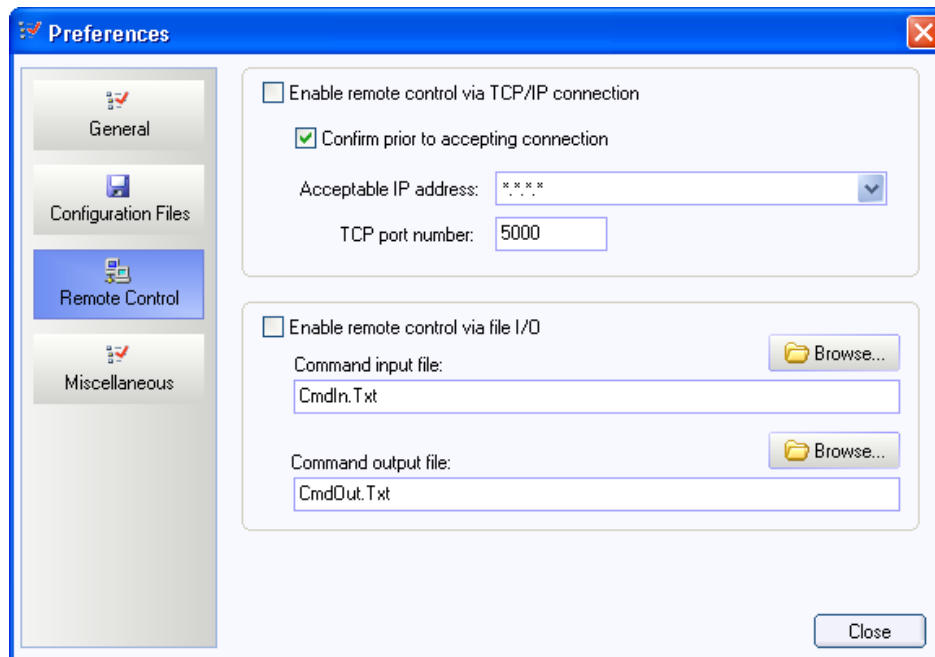 Preferences
General
Configuration Files
Remote Control
Miscellaneous
Enable remote control via TCP/IP connection
Confirm prior to accepting connection
Acceptable IP address: *.*.*.*
TCP port number: 5000
Enable remote control via file I/O
Browse...
Command input file:
CmdIn.Txt
Browse...
Command output file:
CmdOut.Txt
Close